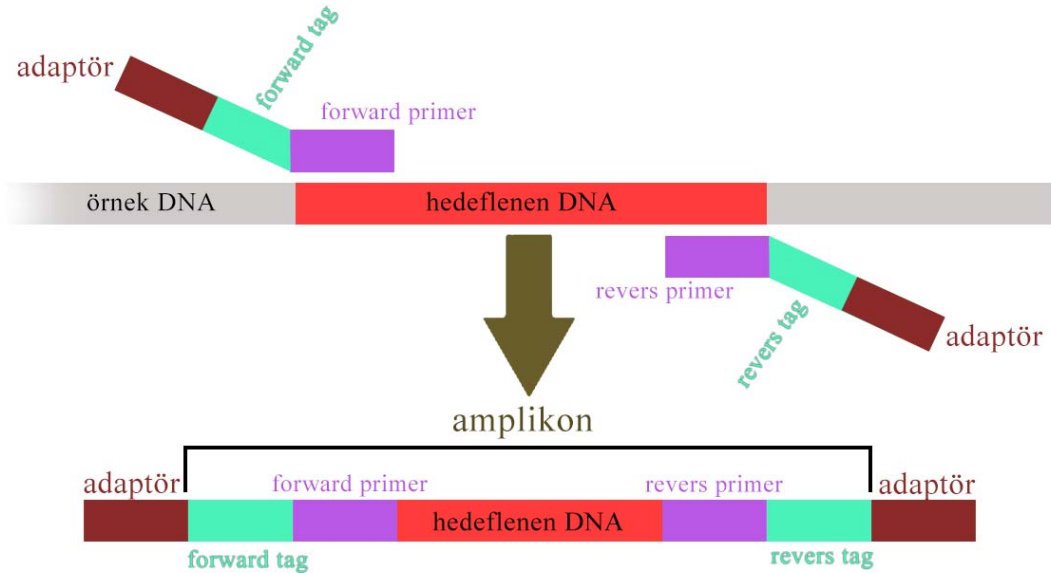 adaptör
forward tag
forward primer
örnek DNA
hedeflenen DNA
revers primer
revers tag
adaptör
amplikon
adaptör
forward primer
revers primer
adaptör
hedeflenen DNA
forward tag
revers tag